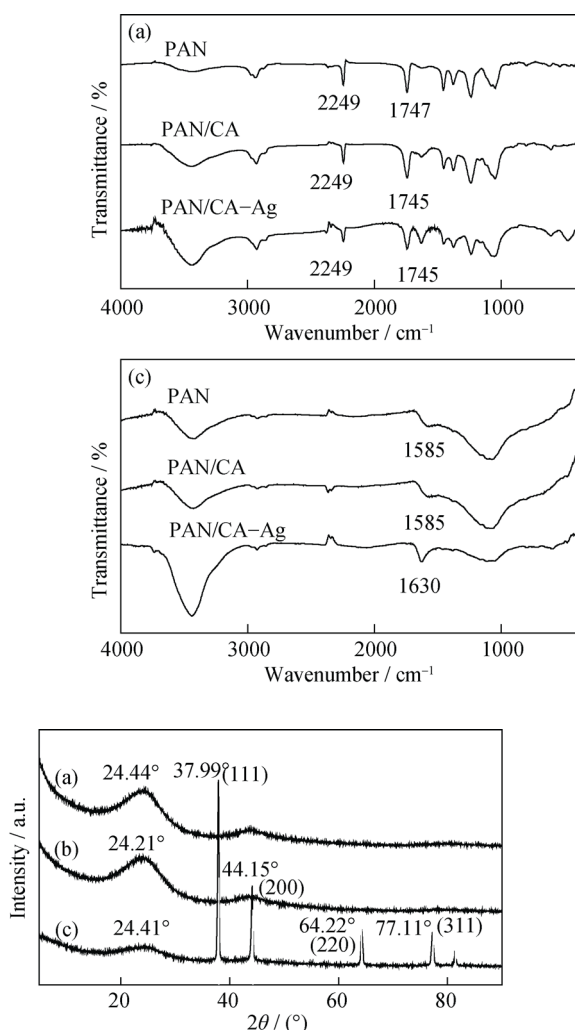 (a)
PAN
2249
1747
PAN/CA
2249
1745
PAN/CA−Ag
2249
1745
Transmittance / %
4000 3000 2000 1000
Wavenumber / cm⁻¹
(c)
PAN
1585
PAN/CA
1585
PAN/CA−Ag
1630
Transmittance / %
4000 3000 2000 1000
Wavenumber / cm⁻¹
(a) 24.44° 37.99° (111)
(b) 24.21° 44.15° (200)
(c) 24.41° 64.22° (220) 77.11° (311)
Intensity / a.u.
20 40 60 80
2θ / (°)